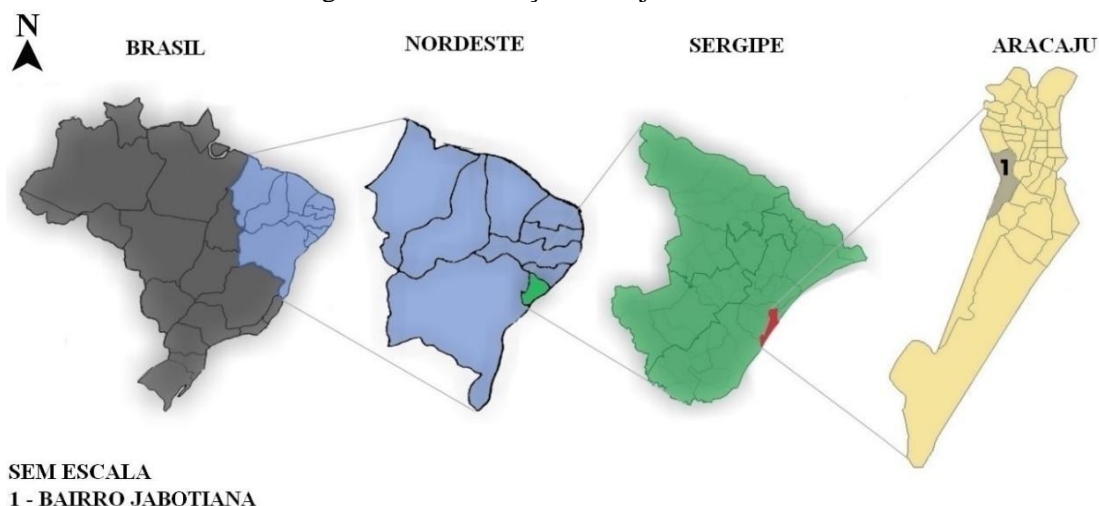 N
BRASIL
NORDESTE
SERGIPE
ARACAJU
1
SEM ESCALA
1 - BAIRRO JABOTIANA